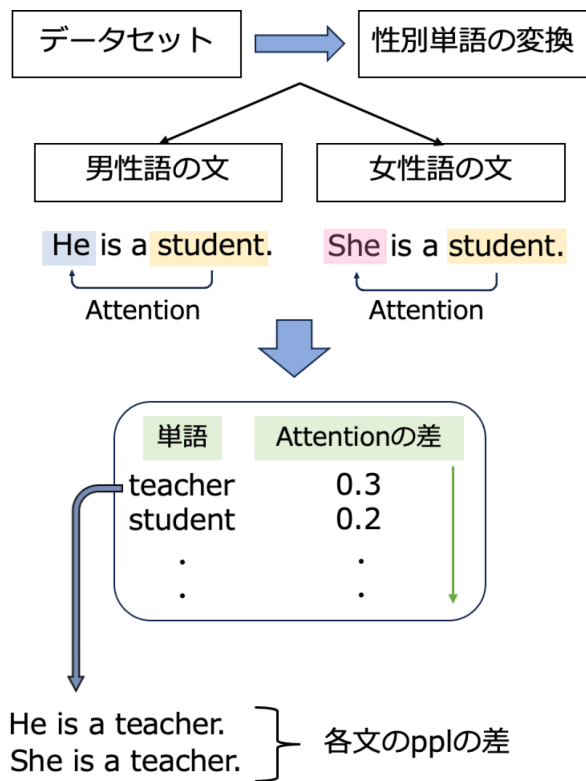 データセット
性別単語の変換
男性語の文
女性語の文
He is a student.
She is a student.
Attention
Attention
単語
Attentionの差
teacher
0.3
student
0.2
.
.
.
.
He is a teacher.
She is a teacher.
各文のpplの差